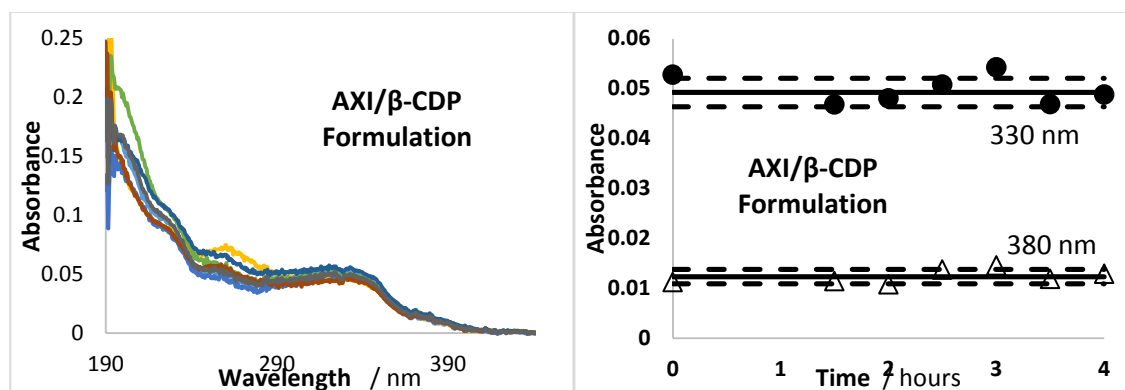 0.25
0.2
0.15
0.1
0.05
0
Absorbance
AXI/β-CDP
Formulation
190
290
390
Wavelength / nm
0.06
0.05
0.04
0.03
0.02
0.01
0
Absorbance
330 nm
AXI/β-CDP
Formulation
380 nm
0
1
2
3
4
Time / hours